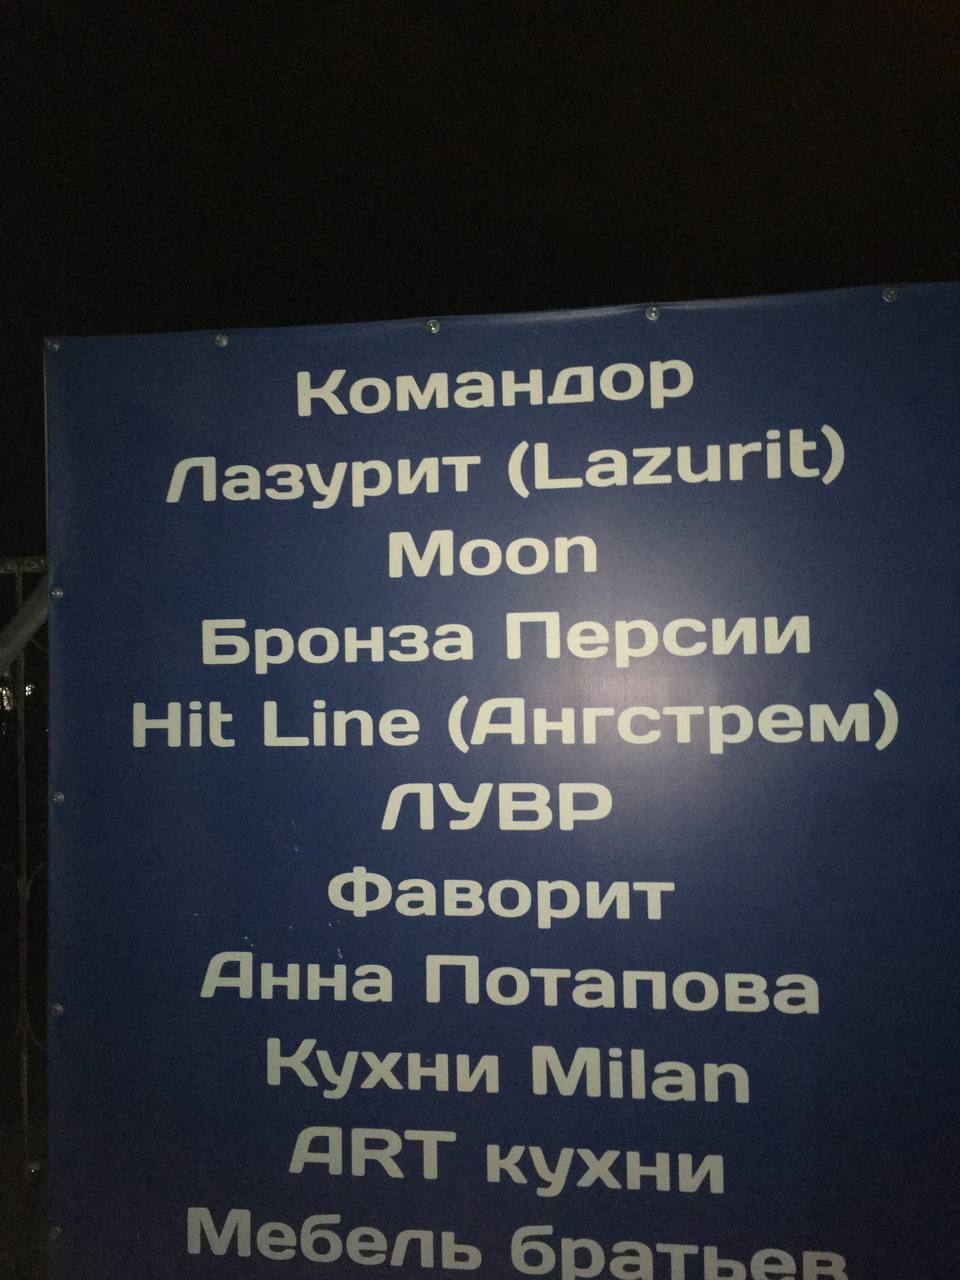 Командор
Лазурит (Lazurit)
Moon
Бронза Персии
Hit Line (Ангстрем)
ЛУВР
Фаворит
Анна Потапова
Кухни Milan
ART кухни
Мебель братьев